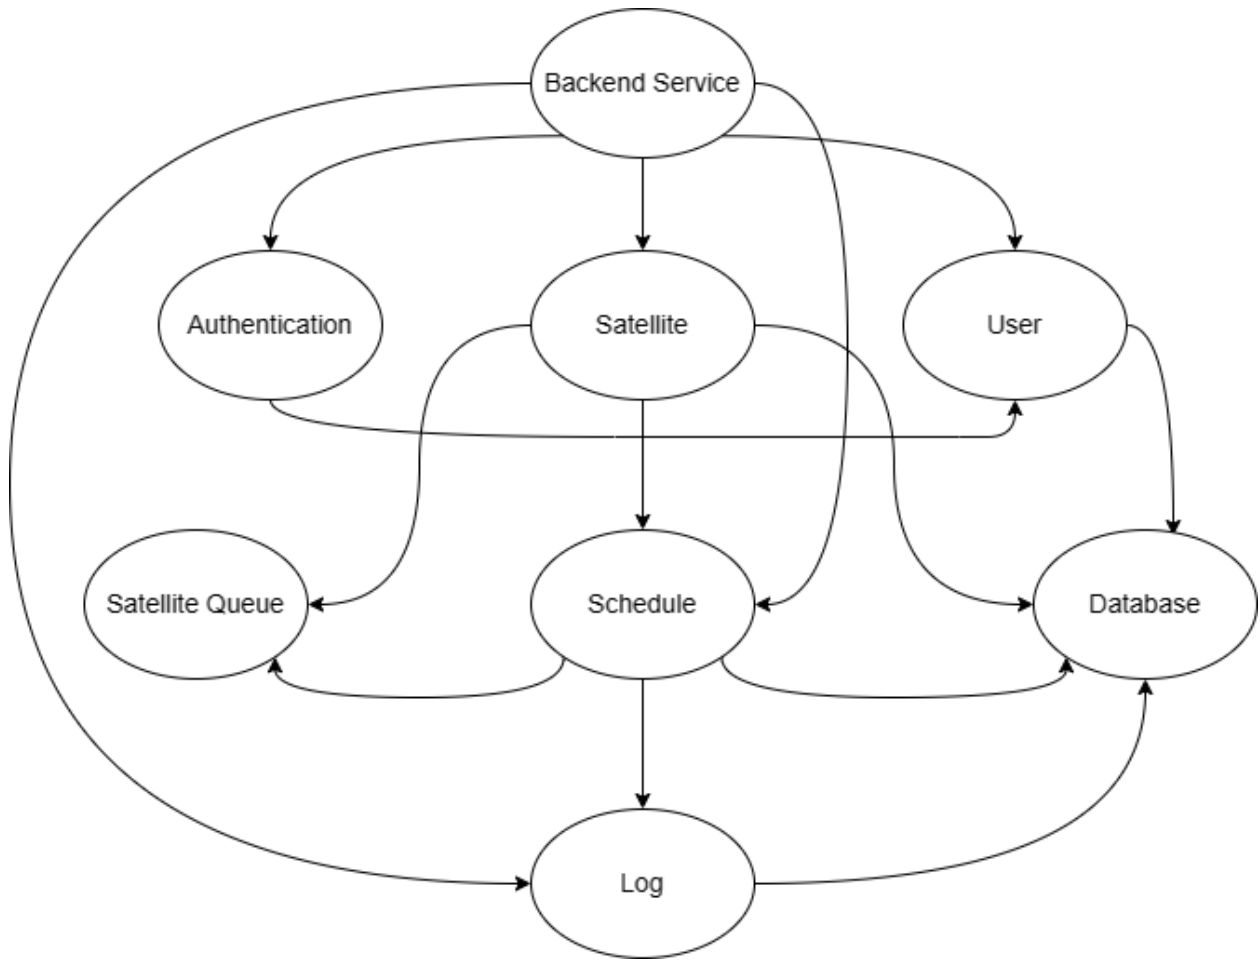 Backend Service
Authentication
Satellite
User
Satellite Queue
Schedule
Database
Log